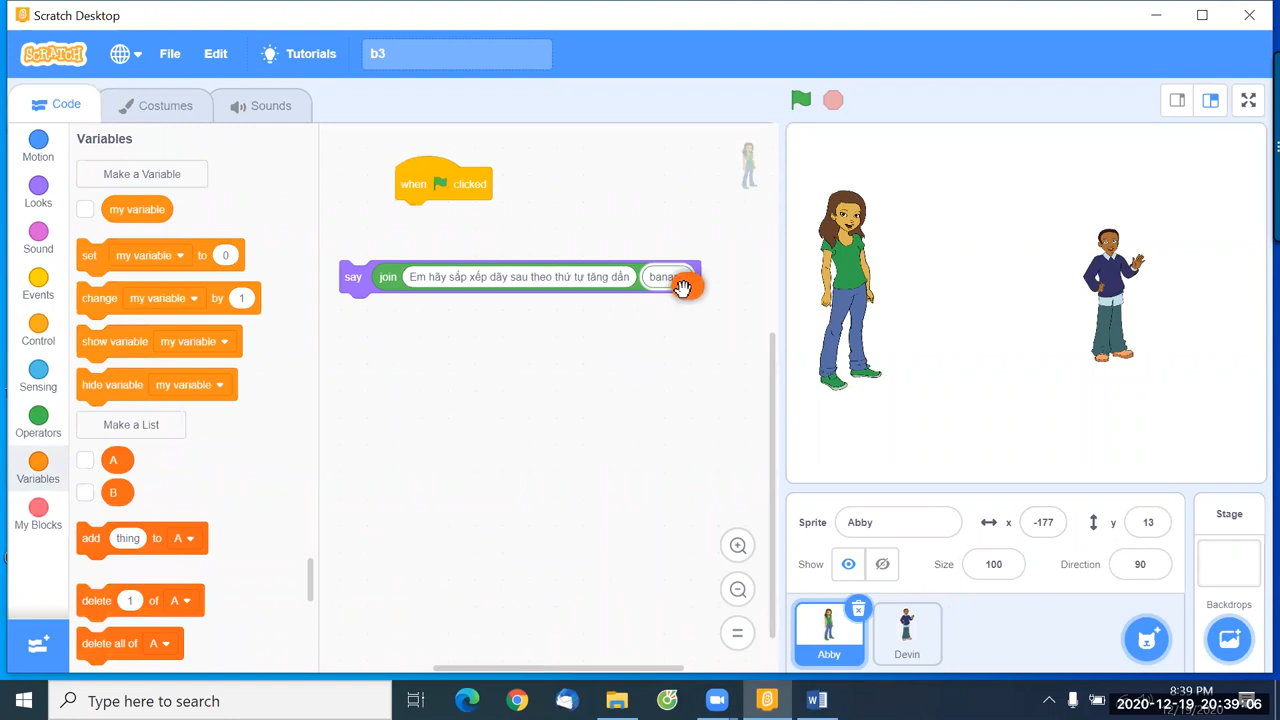 Scratch Desktop
SCRATCH
File
Edit
Tutorials
b3
Code
Costumes
Sounds
Motion
Looks
Sound
Events
Control
Sensing
Operators
Variables
My Blocks
Variables
Make a Variable
my variable
set my variable to 0
change my variable by 1
show variable my variable
hide variable my variable
Make a List
A
B
add thing to A
delete 1 of A
delete all of A
when clicked
say join Em hãy sắp xếp dãy sau theo thứ tự tăng dần
Sprite Abby x -177 y 13
Show Size 100 Direction 90
Abby
Devin
Stage
Backdrops
Type here to search
8:39 PM
2020-12-19 20:39:06